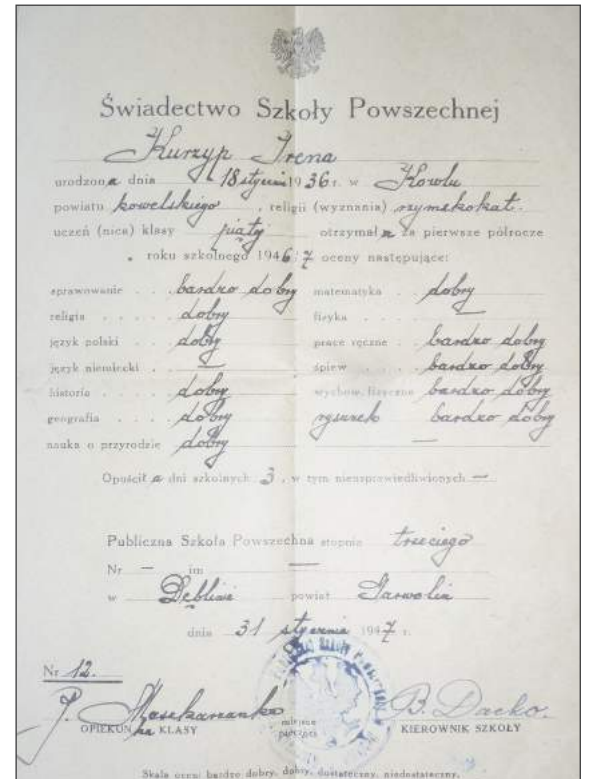 Świadectwo Szkoły Powszechnej
Kurzyp Irena
urodzona dnia 18 stycznia 1936 r. w Kowlu
powiatu kowelskiego, religii (wyznania) rzymskokat.
uczeń (nica) klasy piątej otrzymała za pierwsze półrocze
roku szkolnego 1946/7 oceny następujące:
sprawowanie . . bardzo dobry matematyka . . dobry
religia . . . . . dobry fizyka . . . . —
język polski . . dobry prace ręczne . . bardzo dobry
język niemiecki . — śpiew . . . . bardzo dobry
historia . . . . dobry wychow. fizyczne bardzo dobry
geografia . . . . dobry rysunek bardzo dobry
nauka o przyrodzie dobry —
Opuścił a dni szkolnych 3, w tym nieusprawiedliwionych —
Publiczna Szkoła Powszechna stopnia trzeciego
Nr — im —
w Dęblinie powiat Garwolin
dnia 31 stycznia 1947 r.
Nr 12.
B. Dacko.
OPIEKUN KLASY miejsce pieczęci KIEROWNIK SZKOŁY
Skala ocen: bardzo dobry, dobry, dostateczny, niedostateczny.